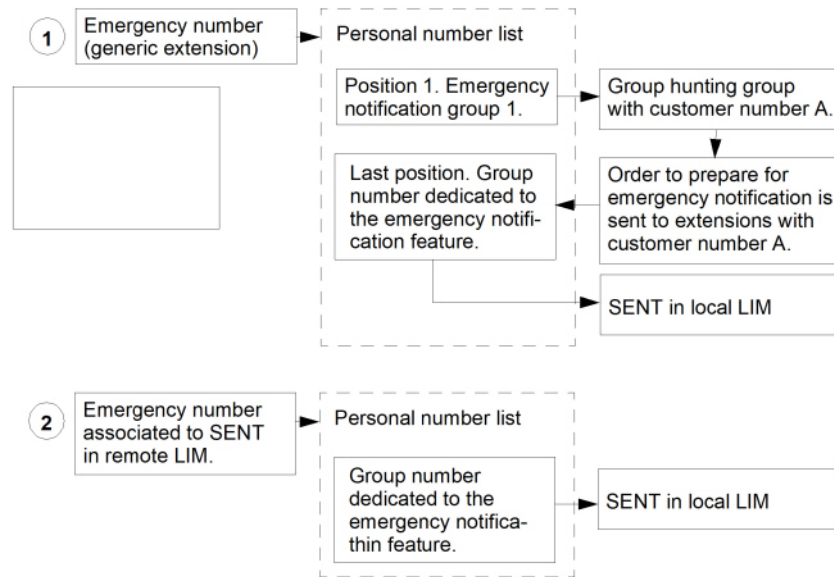 1
Emergency number
(generic extension)
Personal number list
Position 1. Emergency
notification group 1.
Group hunting group
with customer number A.
Last position. Group
number dedicated to
the emergency notifi-
cation feature.
Order to prepare for
emergency notification is
sent to extensions with
customer number A.
SENT in local LIM
2
Emergency number
associated to SENT
in remote LIM.
Personal number list
Group number
dedicated to the
emergency notifica-
thin feature.
SENT in local LIM